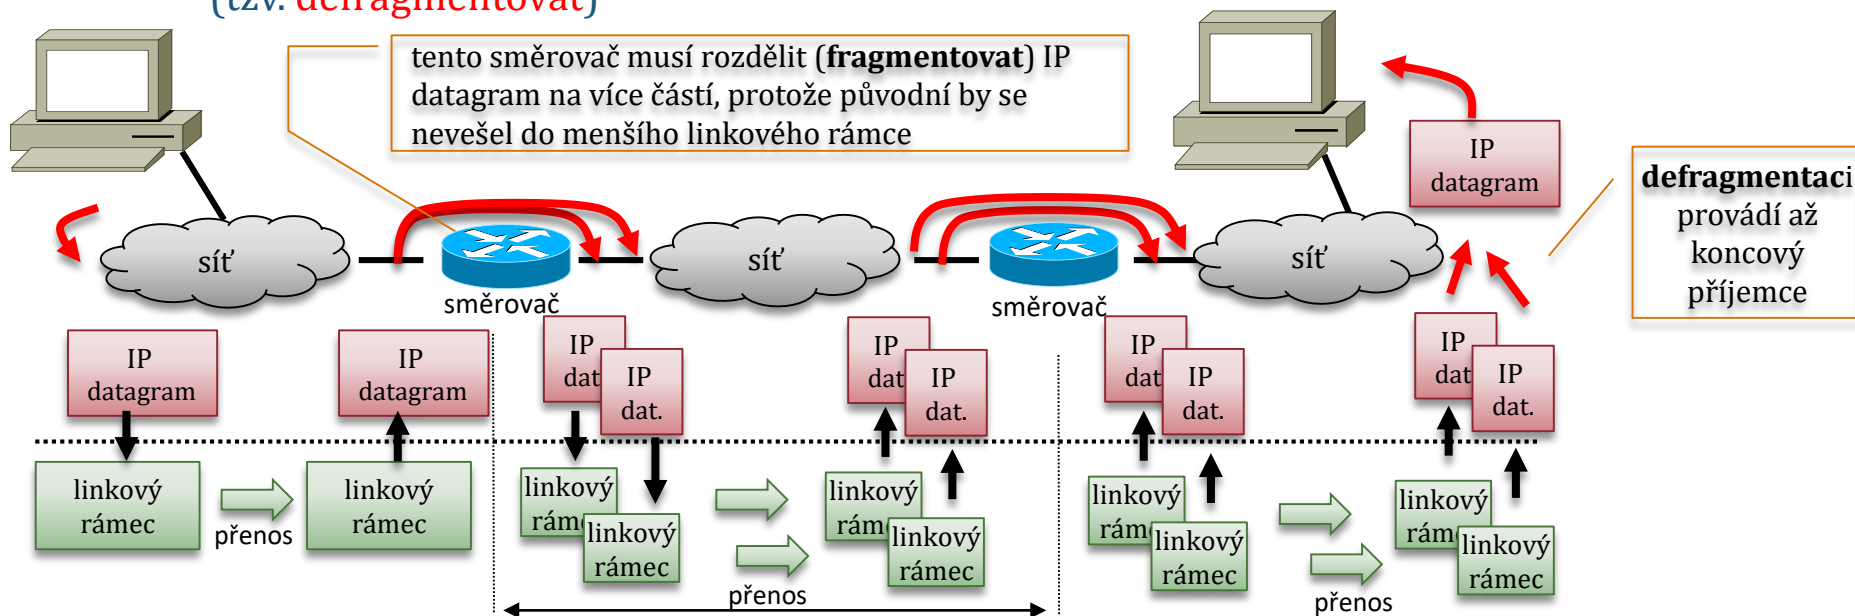 (tzv. defragmentovat)
tento směrovač musí rozdělit (fragmentovat) IP
datagram na více částí, protože původní by se
nevešel do menšího linkového rámce
IP
datagram
defragmentaci
provádí až
koncový
příjemce
síť
síť
síť
směrovač
směrovač
IP
datagram
IP
datagram
IP
dat
IP
dat.
IP
dat
IP
dat.
IP
dat
IP
dat.
IP
dat
IP
dat.
linkový
rámec
přenos
linkový
rámec
linkový
rám
linkový
rámec
přenos
linkový
rám
linkový
rámec
linkový
rám
linkový
rámec
přenos
linkový
rám
linkový
rámec